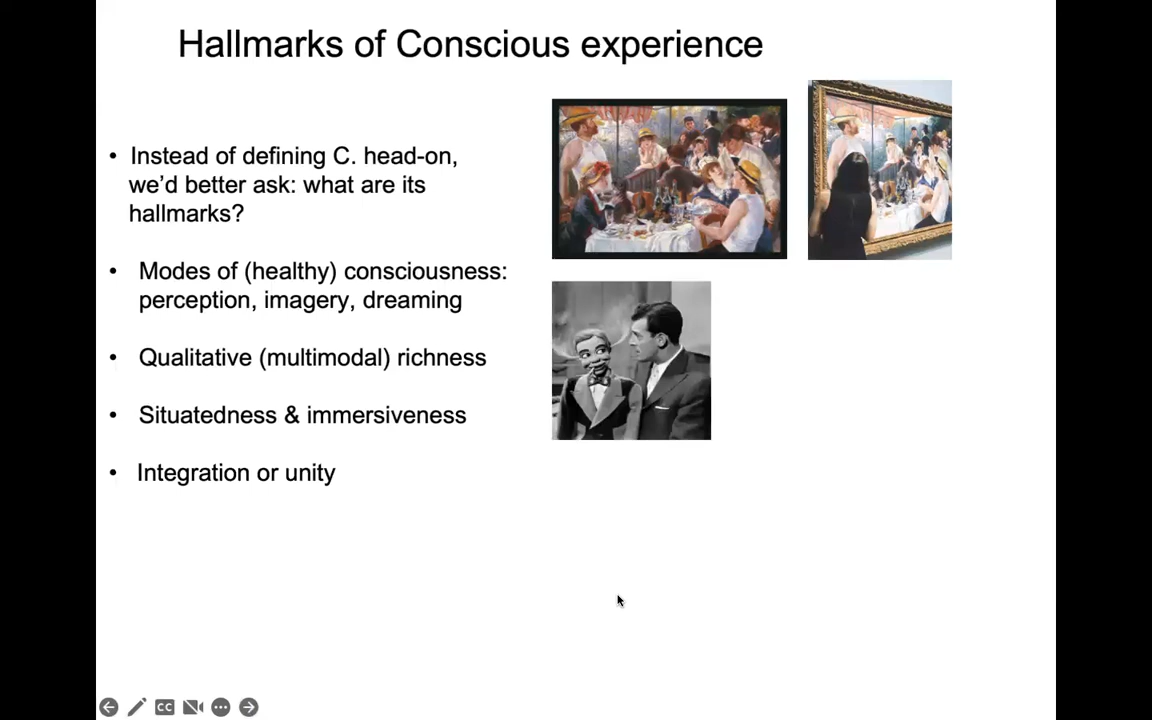 Hallmarks of Conscious experience
• Instead of defining C. head-on,
we’d better ask: what are its
hallmarks?
• Modes of (healthy) consciousness:
perception, imagery, dreaming
• Qualitative (multimodal) richness
• Situatedness & immersiveness
• Integration or unity
CC